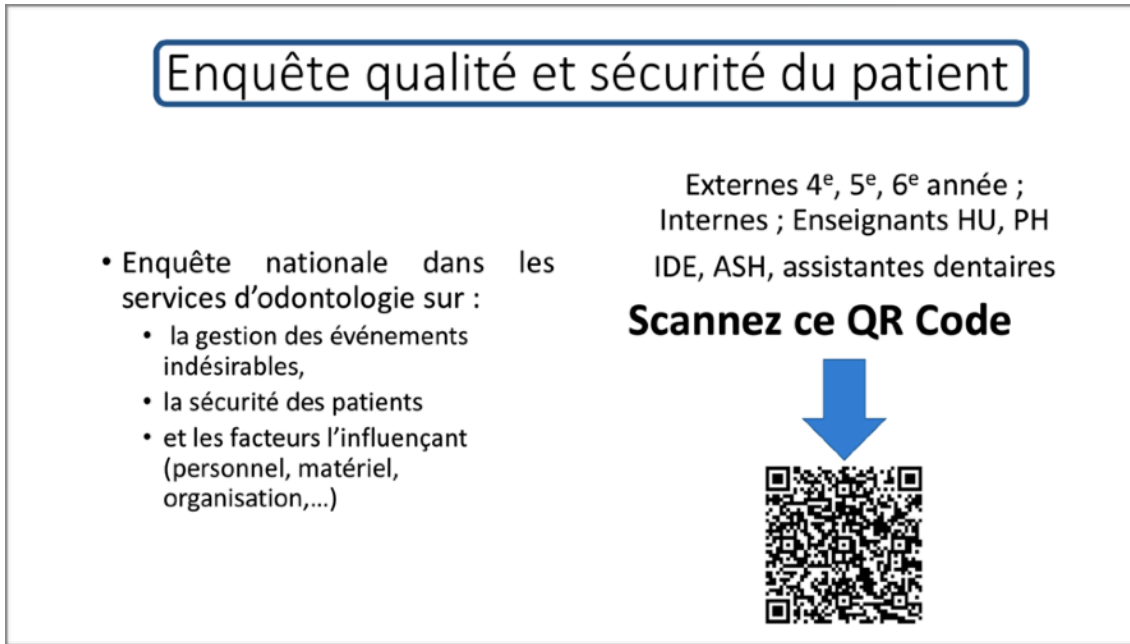 Enquête qualité et sécurité du patient
• Enquête nationale dans les
services d’odontologie sur :
• la gestion des événements
indésirables,
• la sécurité des patients
• et les facteurs l’influençant
(personnel, matériel,
organisation,...)
Externes 4e, 5e, 6e année ;
Internes ; Enseignants HU, PH
IDE, ASH, assistantes dentaires
Scannez ce QR Code